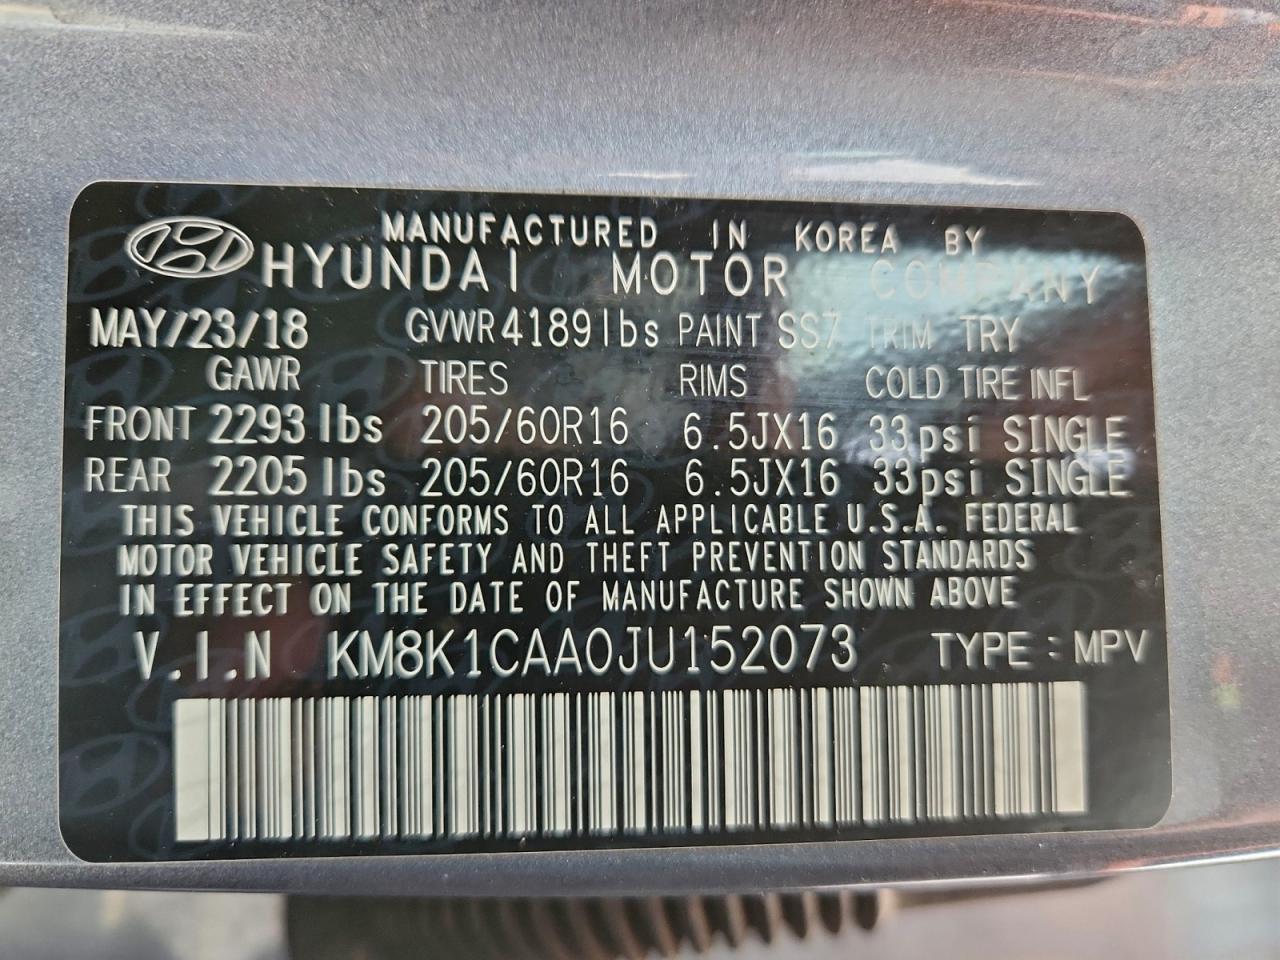 MANUFACTURED IN KOREA BY
HYUNDAI MOTOR COMPANY
MAY/23/18 GVWR 4189lbs PAINT SS7 TRIM TRY
GAWR TIRES RIMS COLD TIRE INFL
FRONT 2293 lbs 205/60R16 6.5JX16 33psi SINGLE
REAR 2205 lbs 205/60R16 6.5JX16 33psi SINGLE
THIS VEHICLE CONFORMS TO ALL APPLICABLE U.S.A. FEDERAL
MOTOR VEHICLE SAFETY AND THEFT PREVENTION STANDARDS
IN EFFECT ON THE DATE OF MANUFACTURE SHOWN ABOVE
V.I.N KM8K1CAA0JU152073 TYPE : MPV